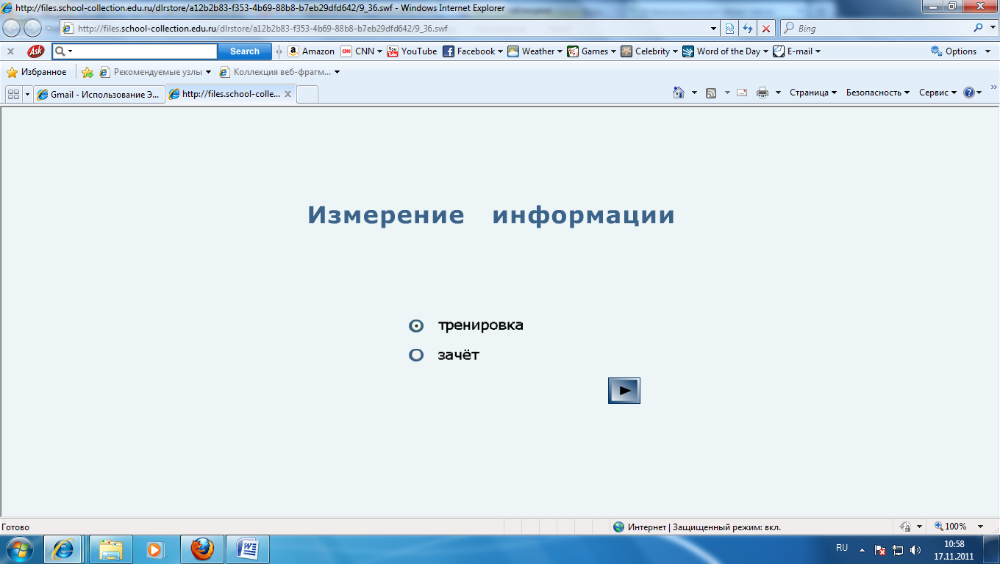 http://files.school-collection.edu.ru/dlrstore/a12b2b83-f353-4b69-88b8-b7eb29dfd642/9_36.swf - Windows Internet Explorer
http://files.school-collection.edu.ru/dlrstore/a12b2b83-f353-4b69-88b8-b7eb29dfd642/9_36.swf Bing
x Ask Search Amazon CNN YouTube Facebook Weather Games Celebrity Word of the Day E-mail Options
Избранное Рекомендуемые узлы Коллекция веб-фрагм...
Gmail - Использование Э... http://files.school-colle... Страница Безопасность Сервис
Измерение информации
тренировка
зачёт
Готово Интернет | Защищенный режим: вкл. 100%
RU 10:58
17.11.2011